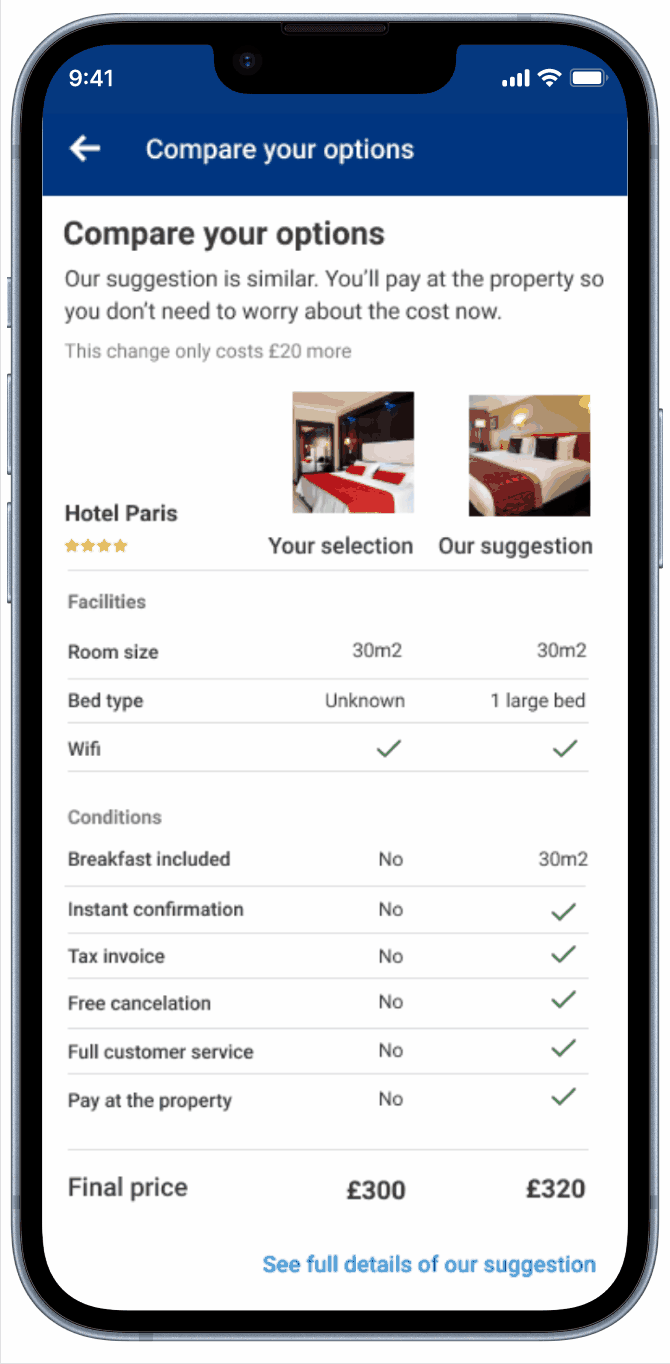 9:41
Compare your options
Compare your options
Our suggestion is similar. You’ll pay at the property so
you don’t need to worry about the cost now.
This change only costs £20 more
Hotel Paris
Your selection Our suggestion
Facilities
Room size 30m2 30m2
Bed type Unknown 1 large bed
Wifi
Conditions
Breakfast included No 30m2
Instant confirmation No
Tax invoice No
Free cancelation No
Full customer service No
Pay at the property No
Final price £300 £320
See full details of our suggestion